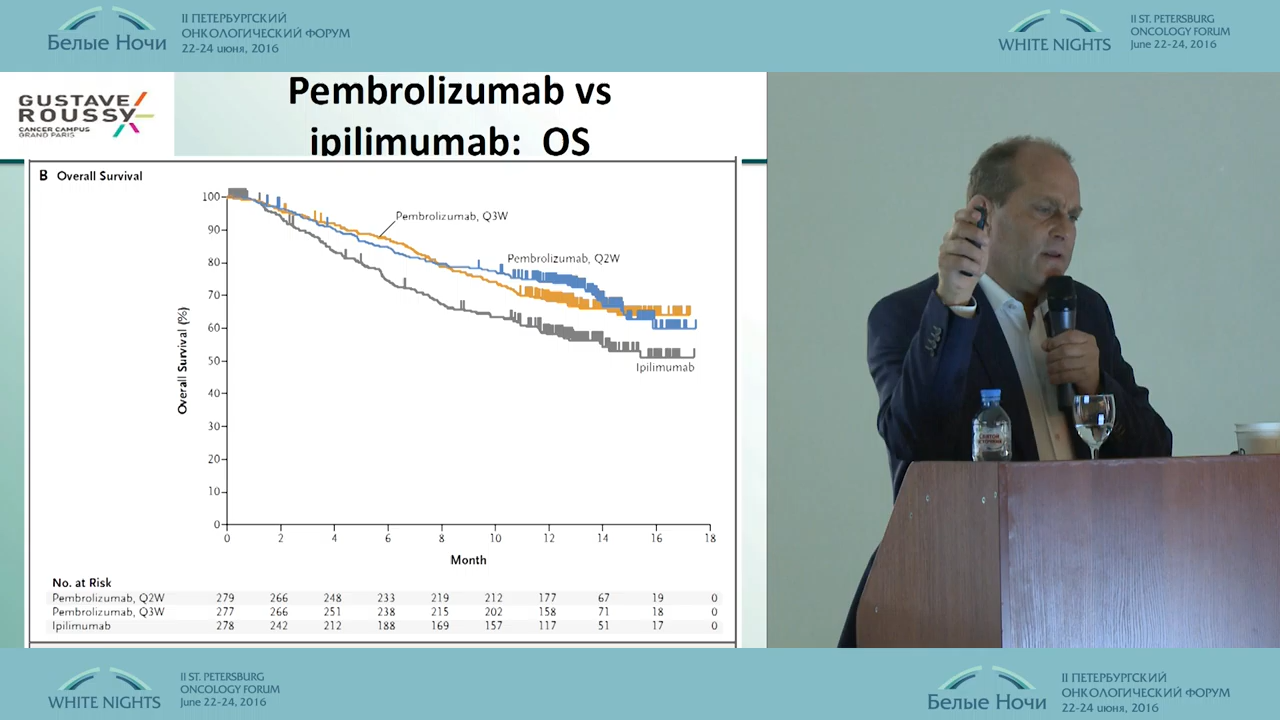 II ПЕТЕРБУРГСКИЙ
ОНКОЛОГИЧЕСКИЙ ФОРУМ
Белые Ночи
22-24 июня, 2016
II ST. PETERSBURG
ONCOLOGY FORUM
WHITE NIGHTS
June 22-24, 2016
GUSTAVE
ROUSSY
CANCER CAMPUS
GRAND PARIS
Pembrolizumab vs
ipilimumab: OS
B Overall Survival
100
90
80
70
60
50
40
30
20
10
0
Overall Survival (%)
Pembrolizumab, Q3W
Pembrolizumab, Q2W
Ipilimumab
0 2 4 6 8 10 12 14 16 18
Month
No. at Risk
Pembrolizumab, Q2W 279 266 248 233 219 212 177 67 19 0
Pembrolizumab, Q3W 277 266 251 238 215 202 158 71 18 0
Ipilimumab 278 242 212 188 169 157 117 51 17 0
II ST. PETERSBURG
ONCOLOGY FORUM
WHITE NIGHTS
June 22-24, 2016
II ПЕТЕРБУРГСКИЙ
ОНКОЛОГИЧЕСКИЙ ФОРУМ
Белые Ночи
22-24 июня, 2016